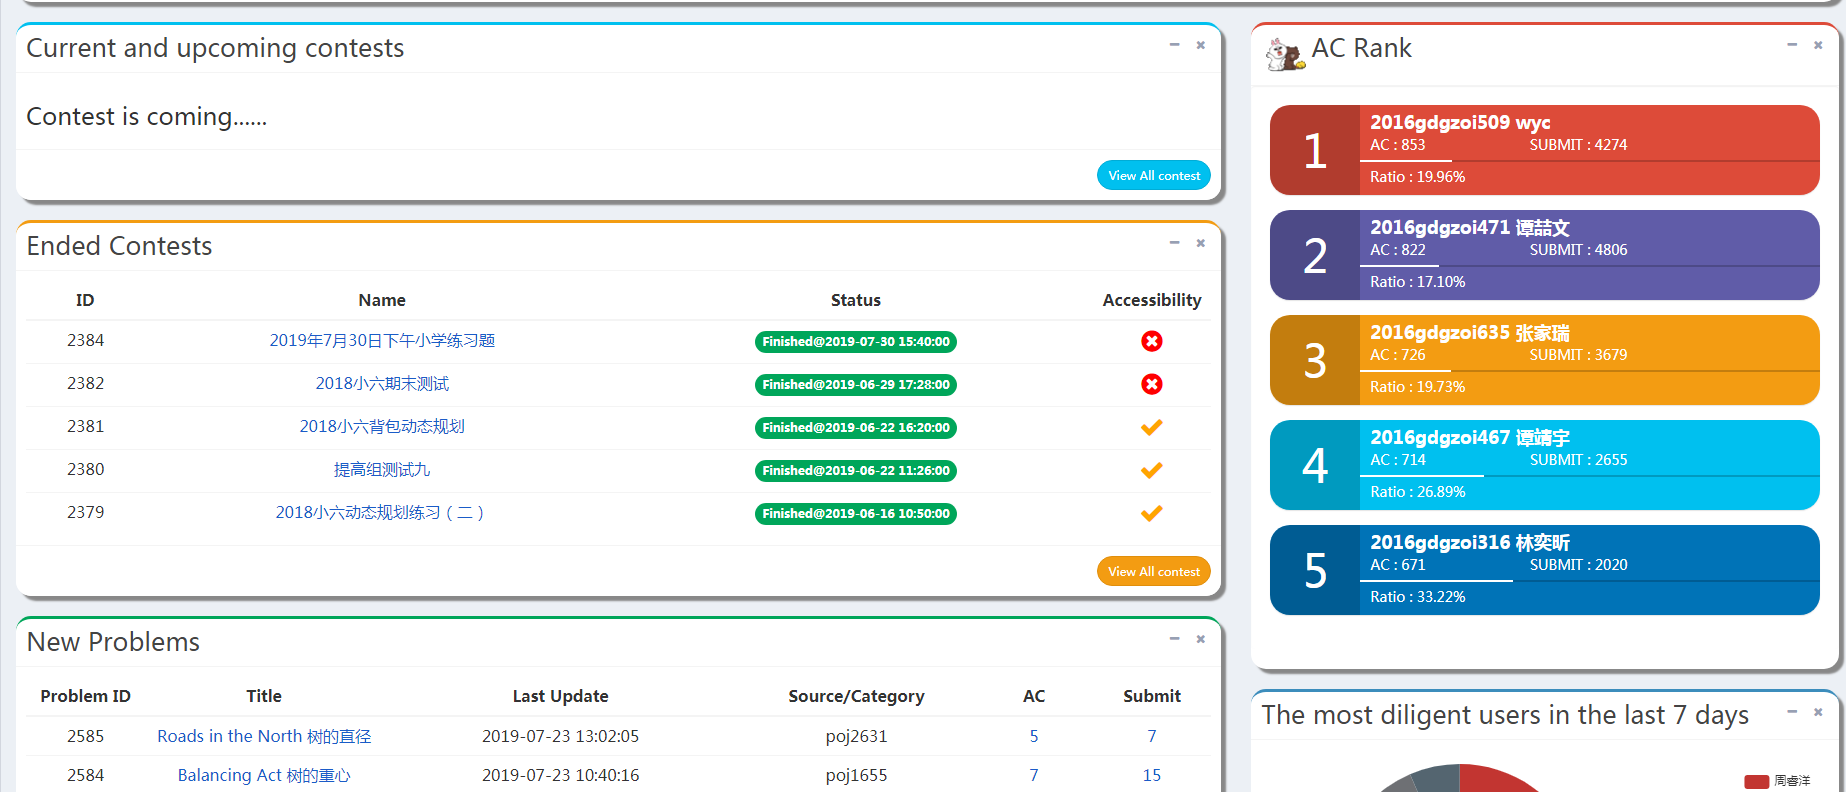 Current and upcoming contests
Contest is coming......
View All contest
Ended Contests
ID Name Status Accessibility
2384 2019年7月30日下午小学练习题 Finished@2019-07-30 15:40:00
2382 2018小六期末测试 Finished@2019-06-29 17:28:00
2381 2018小六背包动态规划 Finished@2019-06-22 16:20:00
2380 提高组测试九 Finished@2019-06-22 11:26:00
2379 2018小六动态规划练习（二） Finished@2019-06-16 10:50:00
View All contest
New Problems
Problem ID Title Last Update Source/Category AC Submit
2585 Roads in the North 树的直径 2019-07-23 13:02:05 poj2631 5 7
2584 Balancing Act 树的重心 2019-07-23 10:40:16 poj1655 7 15
AC Rank
1
2016gdgzoi509 wyc
AC : 853 SUBMIT : 4274
Ratio : 19.96%
2
2016gdgzoi471 谭喆文
AC : 822 SUBMIT : 4806
Ratio : 17.10%
3
2016gdgzoi635 张家瑞
AC : 726 SUBMIT : 3679
Ratio : 19.73%
4
2016gdgzoi467 谭靖宇
AC : 714 SUBMIT : 2655
Ratio : 26.89%
5
2016gdgzoi316 林奕昕
AC : 671 SUBMIT : 2020
Ratio : 33.22%
The most diligent users in the last 7 days
周睿洋